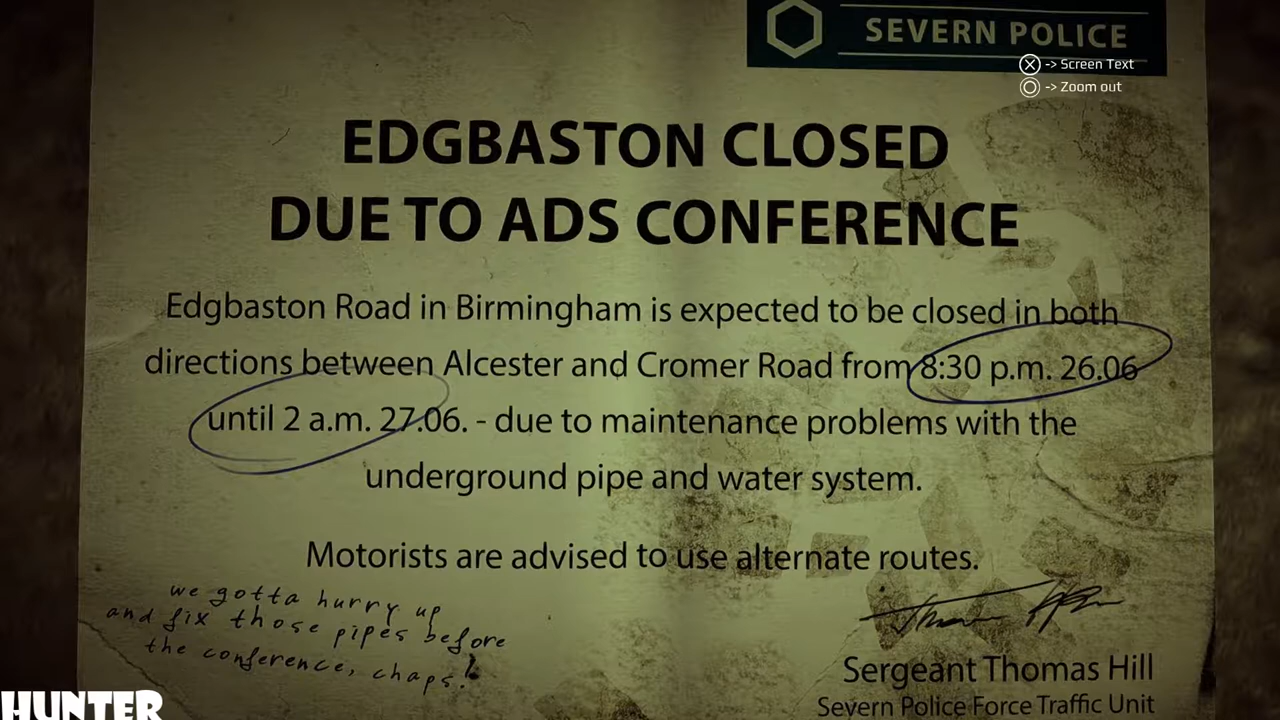 SEVERN POLICE
Ⓧ -> Screen Text
◯ -> Zoom out
EDGBASTON CLOSED
DUE TO ADS CONFERENCE
Edgbaston Road in Birmingham is expected to be closed in both
directions between Alcester and Cromer Road from 8:30 p.m. 26.06
until 2 a.m. 27.06. - due to maintenance problems with the
underground pipe and water system.
Motorists are advised to use alternate routes.
we gotta hurry up
and fix those pipes before
the conference, chaps!
Sergeant Thomas Hill
Severn Police Force Traffic Unit
HUNTER